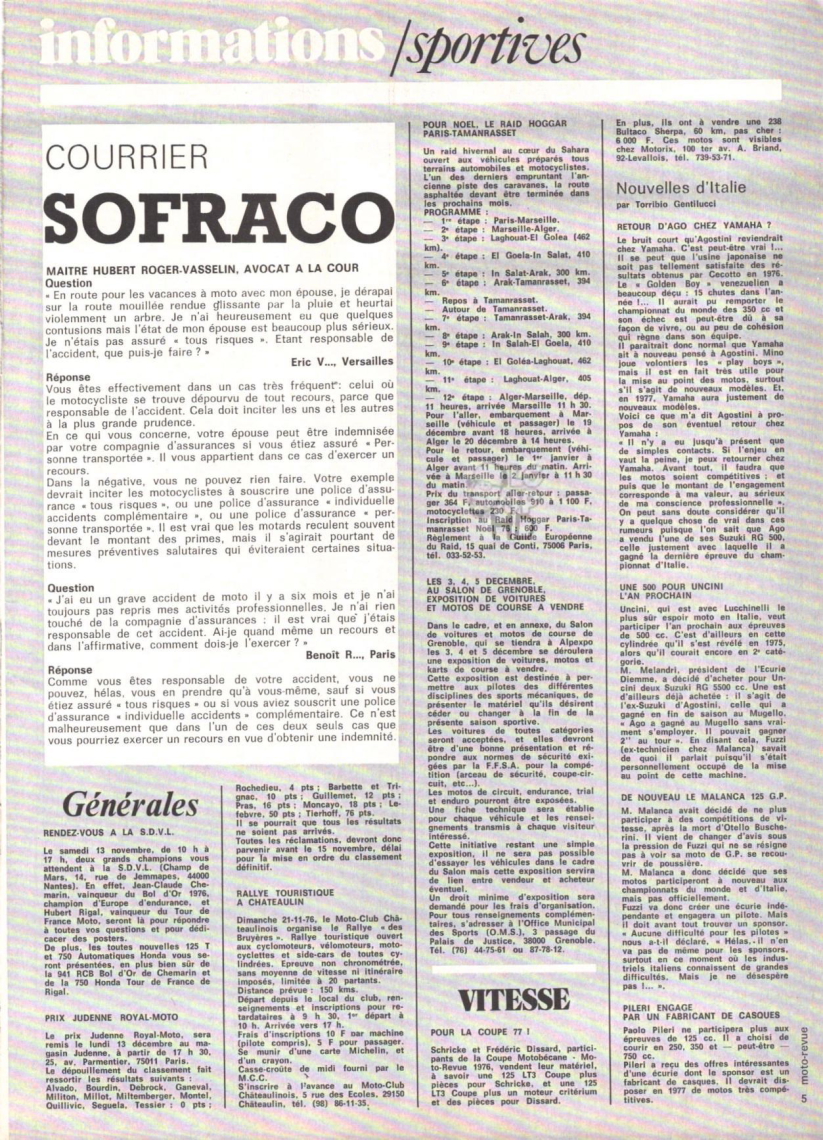 informations /sportives
COURRIER
SOFRACO
MAITRE HUBERT ROGER-VASSELIN, AVOCAT A LA COUR
Question
« En route pour les vacances à moto avec mon épouse, je dérapai
sur la route mouillée rendue glissante par la pluie et heurtai
violemment un arbre. Je n'ai heureusement eu que quelques
contusions mais l'état de mon épouse est beaucoup plus sérieux.
Je n'étais pas assuré « tous risques ». Etant responsable de
l'accident, que puis-je faire ? »
Eric V..., Versailles
Réponse
Vous êtes effectivement dans un cas très fréquent : celui où
le motocycliste se trouve dépourvu de tout recours, parce que
responsable de l'accident. Cela doit inciter les uns et les autres
à la plus grande prudence.
En ce qui vous concerne, votre épouse peut être indemnisée
par votre compagnie d'assurances si vous étiez assuré « Per-
sonne transportée ». Il vous appartient dans ce cas d'exercer un
recours.
Dans la négative, vous ne pouvez rien faire. Votre exemple
devrait inciter les motocyclistes à souscrire une police d'assu-
rance « tous risques », ou une police d'assurance « individuelle
accidents complémentaire », ou une police d'assurance « per-
sonne transportée ». Il est vrai que les motards reculent souvent
devant le montant des primes, mais il s'agirait pourtant de
mesures préventives salutaires qui éviteraient certaines situa-
tions.
Question
« J'ai eu un grave accident de moto il y a six mois et je n'ai
toujours pas repris mes activités professionnelles. Je n'ai rien
touché de la compagnie d'assurances : il est vrai que j'étais
responsable de cet accident. Ai-je quand même un recours et
dans l'affirmative, comment dois-je l'exercer ? »
Benoît R..., Paris
Réponse
Comme vous êtes responsable de votre accident, vous ne
pouvez, hélas, vous en prendre qu'à vous-même, sauf si vous
étiez assuré « tous risques » ou si vous aviez souscrit une police
d'assurance « individuelle accidents » complémentaire. Ce n'est
malheureusement que dans l'un de ces deux seuls cas que
vous pourriez exercer un recours en vue d'obtenir une indemnité.
Générales
RENDEZ-VOUS A LA S.D.V.L.
Le samedi 13 novembre, de 10 h à
17 h, deux grands champions vous
attendent à la S.D.V.L. (Champ de
Mars, 14, rue de Jemmapes, 44000
Nantes). En effet, Jean-Claude Che-
marin, vainqueur du Bol d'Or 1976,
champion d'Europe d'endurance, et
Hubert Rigal, vainqueur du Tour de
France Moto, seront là pour répondre
à toutes vos questions et pour dédi-
cacer des posters.
De plus, les toutes nouvelles 125 T
et 750 Automatiques Honda vous se-
ront présentées, en plus bien sûr de
la 941 RCB Bol d'Or de Chemarin et
de la 750 Honda Tour de France de
Rigal.
PRIX JUDENNE ROYAL-MOTO
Le prix Judenne Royal-Moto, sera
remis le lundi 13 décembre au ma-
gasin Judenne, à partir de 17 h 30,
25, av. Parmentier, 75011 Paris.
Le dépouillement du classement fait
ressortir les résultats suivants :
Alvado, Bourdin, Debrock, Ganeval,
Militon, Millot, Miltemberger, Montel,
Quillivic, Seguela, Tessier : 0 pts ;
Rochedieu, 4 pts ; Barbette et Tri-
gnac, 10 pts ; Guillemet, 12 pts ;
Pras, 16 pts ; Moncayo, 18 pts ; Le-
febvre, 50 pts ; Tierhoff, 76 pts.
Il se pourrait que tous les résultats
ne soient pas arrivés.
Toutes les réclamations, devront donc
parvenir avant le 15 novembre, délai
pour la mise en ordre du classement
définitif.
RALLYE TOURISTIQUE
A CHATEAULIN
Dimanche 21-11-76, le Moto-Club Châ-
teaulinois organise le Rallye « des
Bruyères ». Rallye touristique ouvert
aux cyclomoteurs, vélomoteurs, moto-
cyclettes et side-cars de toutes cy-
lindrées. Epreuve non chronométrée,
sans moyenne de vitesse ni itinéraire
imposés, limitée à 20 partants.
Distance prévue : 150 kms.
Départ depuis le local du club, ren-
seignements et inscriptions pour re-
tardataires à 9 h 30, 1er départ à
10 h. Arrivée vers 17 h.
Frais d'inscriptions 10 F par machine
(pilote compris), 5 F pour passager.
Se munir d'une carte Michelin, et
d'un crayon.
Casse-croûte de midi fourni par le
M.C.C.
S'inscrire à l'avance au Moto-Club
Châteaulinois, 5 rue des Ecoles, 29150
Châteaulin, tél. (98) 86-11-35.
POUR NOEL, LE RAID HOGGAR
PARIS-TAMANRASSET
Un raid hivernal au cœur du Sahara
ouvert aux véhicules préparés tous
terrains automobiles et motocyclistes.
L'un des derniers empruntant l'an-
cienne piste des caravanes, la route
asphaltée devant être terminée dans
les prochains mois.
PROGRAMME :
— 1re étape : Paris-Marseille.
— 2e étape : Marseille-Alger.
— 3e étape : Laghouat-El Golea (462
km).
— 4e étape : El Goela-In Salat, 410
km.
— 5e étape : In Salat-Arak, 300 km.
— 6e étape : Arak-Tamanrasset, 394
km.
— Repos à Tamanrasset.
— Autour de Tamanrasset.
— 7e étape : Tamanrasset-Arak, 394
km.
— 8e étape : Arak-In Salah, 300 km.
— 9e étape : In Salah-El Goela, 410
km.
— 10e étape : El Goléa-Laghouat, 462
km.
— 11e étape : Laghouat-Alger, 405
km.
— 12e étape : Alger-Marseille, dép.
11 heures, arrivée Marseille 11 h 30.
Pour l'aller, embarquement à Mar-
seille (véhicule et passager) le 19
décembre avant 18 heures, arrivée à
Alger le 20 décembre à 14 heures.
Pour le retour, embarquement (véhi-
cule et passager) le 1er janvier à
Alger avant 11 heures du matin. Arri-
vée à Marseille le 2 janvier à 11 h 30
du matin.
Prix du transport aller-retour : passa-
ger 364 F, automobile 910 à 1 100 F.
motocyclettes 230 F.
Inscription au Raid Hoggar Paris-Ta-
manrasset Noël 76 : 600 F.
Règlement à la Guilde Européenne
du Raid, 15 quai de Conti, 75006 Paris,
tél. 033-52-53.
LES 3, 4, 5 DECEMBRE,
AU SALON DE GRENOBLE,
EXPOSITION DE VOITURES
ET MOTOS DE COURSE A VENDRE
Dans le cadre, et en annexe, du Salon
de voitures et motos de course de
Grenoble, qui se tiendra à Alpexpo
les 3, 4 et 5 décembre se déroulera
une exposition de voitures, motos et
karts de course à vendre.
Cette exposition est destinée à per-
mettre aux pilotes des différentes
disciplines des sports mécaniques, de
présenter le matériel qu'ils désirent
céder ou changer à la fin de la
présente saison sportive.
Les voitures de toutes catégories
seront acceptées, et elles devront
être d'une bonne présentation et ré-
pondre aux normes de sécurité exi-
gées par la F.F.S.A. pour la compé-
tition (arceau de sécurité, coupe-cir-
cuit, etc...).
Les motos de circuit, endurance, trial
et enduro pourront être exposées.
Une fiche technique sera établie
pour chaque véhicule et les rensei-
gnements transmis à chaque visiteur
intéressé.
Cette initiative restant une simple
exposition, il ne sera pas possible
d'essayer les véhicules dans le cadre
du Salon mais cette exposition servira
de lien entre vendeur et acheteur
éventuel.
Un droit minime d'exposition sera
demandé pour les frais d'organisation.
Pour tous renseignements complémen-
taires, s'adresser à l'Office Municipal
des Sports (O.M.S.), 3 passage du
Palais de Justice, 38000 Grenoble.
Tél. (76) 44-75-61 ou 87-78-12.
VITESSE
POUR LA COUPE 77 !
Schricke et Frédéric Dissard, partici-
pants de la Coupe Motobécane - Mo-
to-Revue 1976, vendent leur matériel,
à savoir une 125 LT3 Coupe plus
pièces pour Schricke, et une 125
LT3 Coupe plus un moteur critérium
et des pièces pour Dissard.
En plus, ils ont à vendre une 238
Bultaco Sherpa, 60 km, pas cher :
6 000 F. Ces motos sont visibles
chez Motorix, 100 ter av. A. Briand,
92-Levallois, tél. 739-53-71.
Nouvelles d'Italie
par Torribio Gentilucci
RETOUR D'AGO CHEZ YAMAHA ?
Le bruit court qu'Agostini reviendrait
chez Yamaha. C'est peut-être vrai !...
Il se peut que l'usine japonaise ne
soit pas tellement satisfaite des ré-
sultats obtenus par Cecotto en 1976.
Le « Golden Boy » venezuelien a
beaucoup déçu : 15 chutes dans l'an-
née !... Il aurait pu remporter le
championnat du monde des 350 cc et
son échec est peut-être dû à sa
façon de vivre, ou au peu de cohésion
qui règne dans son équipe.
Il paraîtrait donc normal que Yamaha
ait à nouveau pensé à Agostini. Mino
joue volontiers les « play boys »,
mais il est en fait très utile pour
la mise au point des motos, surtout
s'il s'agit de nouveaux modèles. Et,
en 1977, Yamaha aura justement de
nouveaux modèles.
Voici ce que m'a dit Agostini à pro-
pos de son éventuel retour chez
Yamaha :
« Il n'y a eu jusqu'à présent que
de simples contacts. Si l'enjeu en
vaut la peine, je peux retourner chez
Yamaha. Avant tout, il faudra que
les motos soient compétitives ; et
puis que le montant de l'engagement
corresponde à ma valeur, au sérieux
de ma conscience professionnelle ».
On peut sans doute considérer qu'il
y a quelque chose de vrai dans ces
rumeurs puisque l'on sait que Ago
a vendu l'une de ses Suzuki RG 500,
celle justement avec laquelle il a
gagné la dernière épreuve du cham-
pionnat d'Italie.
UNE 500 POUR UNCINI
L'AN PROCHAIN
Uncini, qui est avec Lucchinelli le
plus sûr espoir moto en Italie, veut
participer l'an prochain aux épreuves
de 500 cc. C'est d'ailleurs en cette
cylindrée qu'il s'est révélé en 1975,
alors qu'il courait encore en 2e caté-
gorie.
M. Melandri, président de l'Ecurie
Diemme, a décidé d'acheter pour Un-
cini deux Suzuki RG 5500 cc. Une est
d'ailleurs déjà achetée : il s'agit de
l'ex-Suzuki d'Agostini, celle qui a
gagné en fin de saison au Mugello.
« Ago a gagné au Mugello sans vrai-
ment s'employer. Il pouvait gagner
2'' au tour ». En disant cela, Fuzzi
(ex-technicien chez Malanca) savait
de quoi il parlait puisqu'il s'était
personnellement occupé de la mise
au point de cette machine.
DE NOUVEAU LE MALANCA 125 G.P.
M. Malanca avait décidé de ne plus
participer à des compétitions de vi-
tesse, après la mort d'Otello Busche-
rini. Il vient de changer d'avis sous
la pression de Fuzzi qui ne se résigne
pas à voir sa moto de G.P. se recou-
vrir de poussière.
M. Malanca a donc décidé que ses
motos participeront à nouveau aux
championnats du monde et d'Italie,
mais pas officiellement.
Fuzzi va donc créer une écurie indé-
pendante et engagera un pilote. Mais
il doit avant tout trouver un sponsor.
« Aucune difficulté pour les pilotes »
nous a-t-il déclaré. « Hélas, il n'en
va pas de même pour les sponsors,
surtout en ce moment où les indus-
triels italiens connaissent de grandes
difficultés. Mais je ne désespère
pas !... ».
PILERI ENGAGE
PAR UN FABRICANT DE CASQUES
Paolo Pileri ne participera plus aux
épreuves de 125 cc. Il a choisi de
courir en 250, 350 et — peut-être —
750 cc.
Pileri a reçu des offres intéressantes
d'une écurie dont le sponsor est un
fabricant de casques. Il devrait dis-
poser en 1977 de motos très compé-
titives.
moto-revue
5